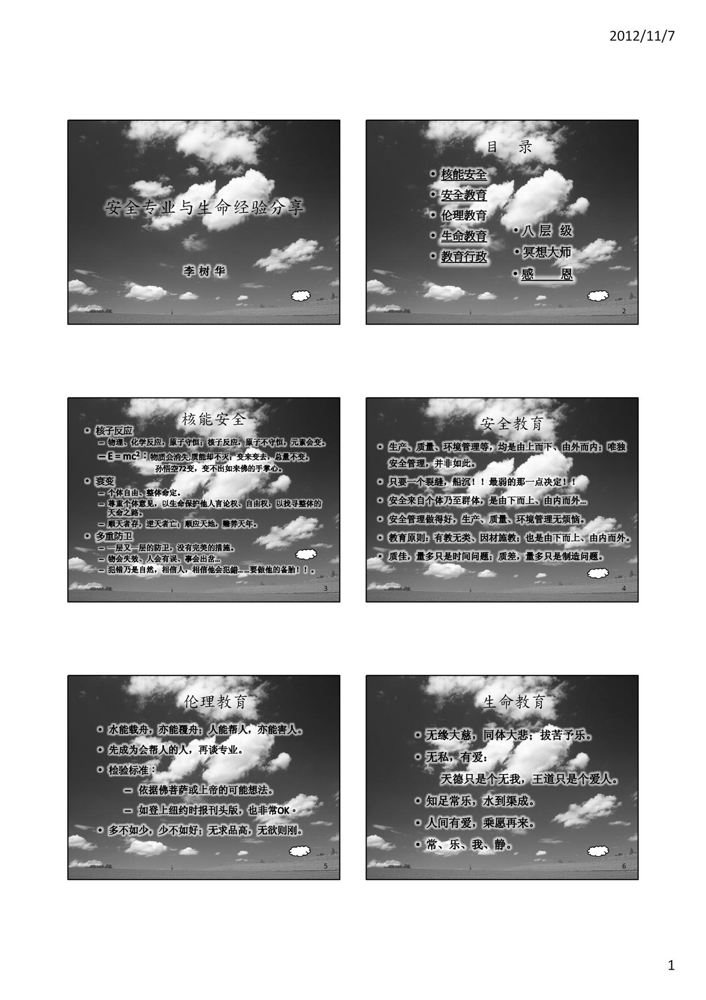 2012/11/7
安全专业与生命经验分享
李 树 华
目 录
• 核能安全
• 安全教育
• 伦理教育
• 生命教育
• 教育行政
• 八 层 级
• 冥想大师
• 感 恩
2
核能安全
• 核子反应
– 物理、化学反应，原子守恒；核子反应，原子不守恒，元素会变。
– E = mc²：物质会消失,质能却不灭；变来变去，总量不变。
孙悟空72变，变不出如来佛的手掌心。
• 衰变
– 个体自由、整体命定。
– 尊重个体意见，以生命保护他人言论权、自由权，以找寻整体的
天命之路。
– 顺天者存，逆天者亡；顺应天地，赡养天年。
• 多重防卫
– 一层又一层的防卫，没有完美的措施。
– 物会失效、人会有误、事会出岔…
– 犯错乃是自然，相信人，相信他会犯錯……要做他的备胎！！。
3
安全教育
• 生产、质量、环境管理等，均是由上而下、由外而内；唯独
安全管理，并非如此。
• 只要一个裂缝，船沉！！最弱的那一点决定！！
• 安全来自个体乃至群体，是由下而上、由内而外…
• 安全管理做得好，生产、质量、环境管理无烦恼。
• 教育原则：有教无类、因材施教；也是由下而上、由内而外。
• 质佳，量多只是时间问题；质差，量多只是制造问题。
4
伦理教育
• 水能载舟，亦能覆舟；人能帮人，亦能害人。
• 先成为会帮人的人，再谈专业。
• 检验标准：
– 依据佛菩萨或上帝的可能想法。
– 如登上纽约时报刊头版，也非常OK。
• 多不如少，少不如好；无求品高，无欲则刚。
5
生命教育
• 无缘大慈，同体大悲；拔苦予乐。
• 无私，有爱：
天德只是个无我，王道只是个爱人。
• 知足常乐，水到渠成。
• 人间有爱，乘愿再来。
• 常、乐、我、静。
6
1